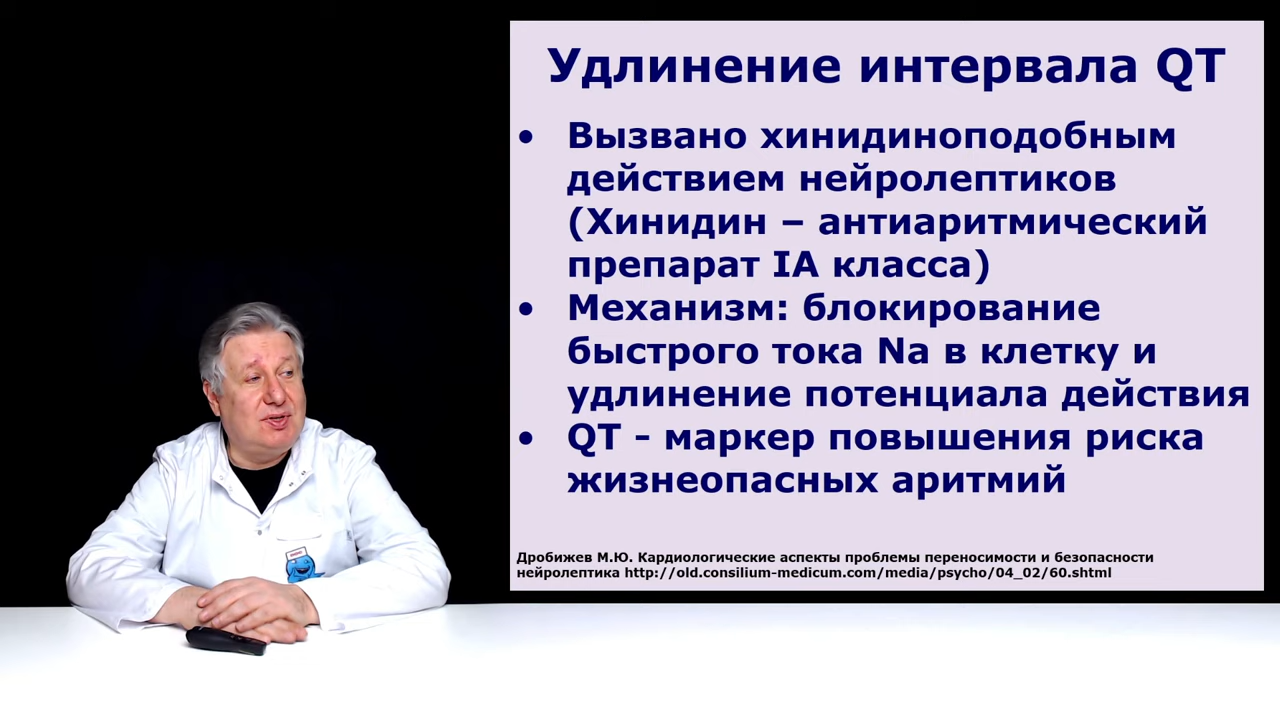 Удлинение интервала QT
• Вызвано хинидиноподобным
действием нейролептиков
(Хинидин – антиаритмический
препарат IA класса)
• Механизм: блокирование
быстрого тока Na в клетку и
удлинение потенциала действия
• QT - маркер повышения риска
жизнеопасных аритмий
Дробижев М.Ю. Кардиологические аспекты проблемы переносимости и безопасности
нейролептика http://old.consilium-medicum.com/media/psycho/04_02/60.shtml